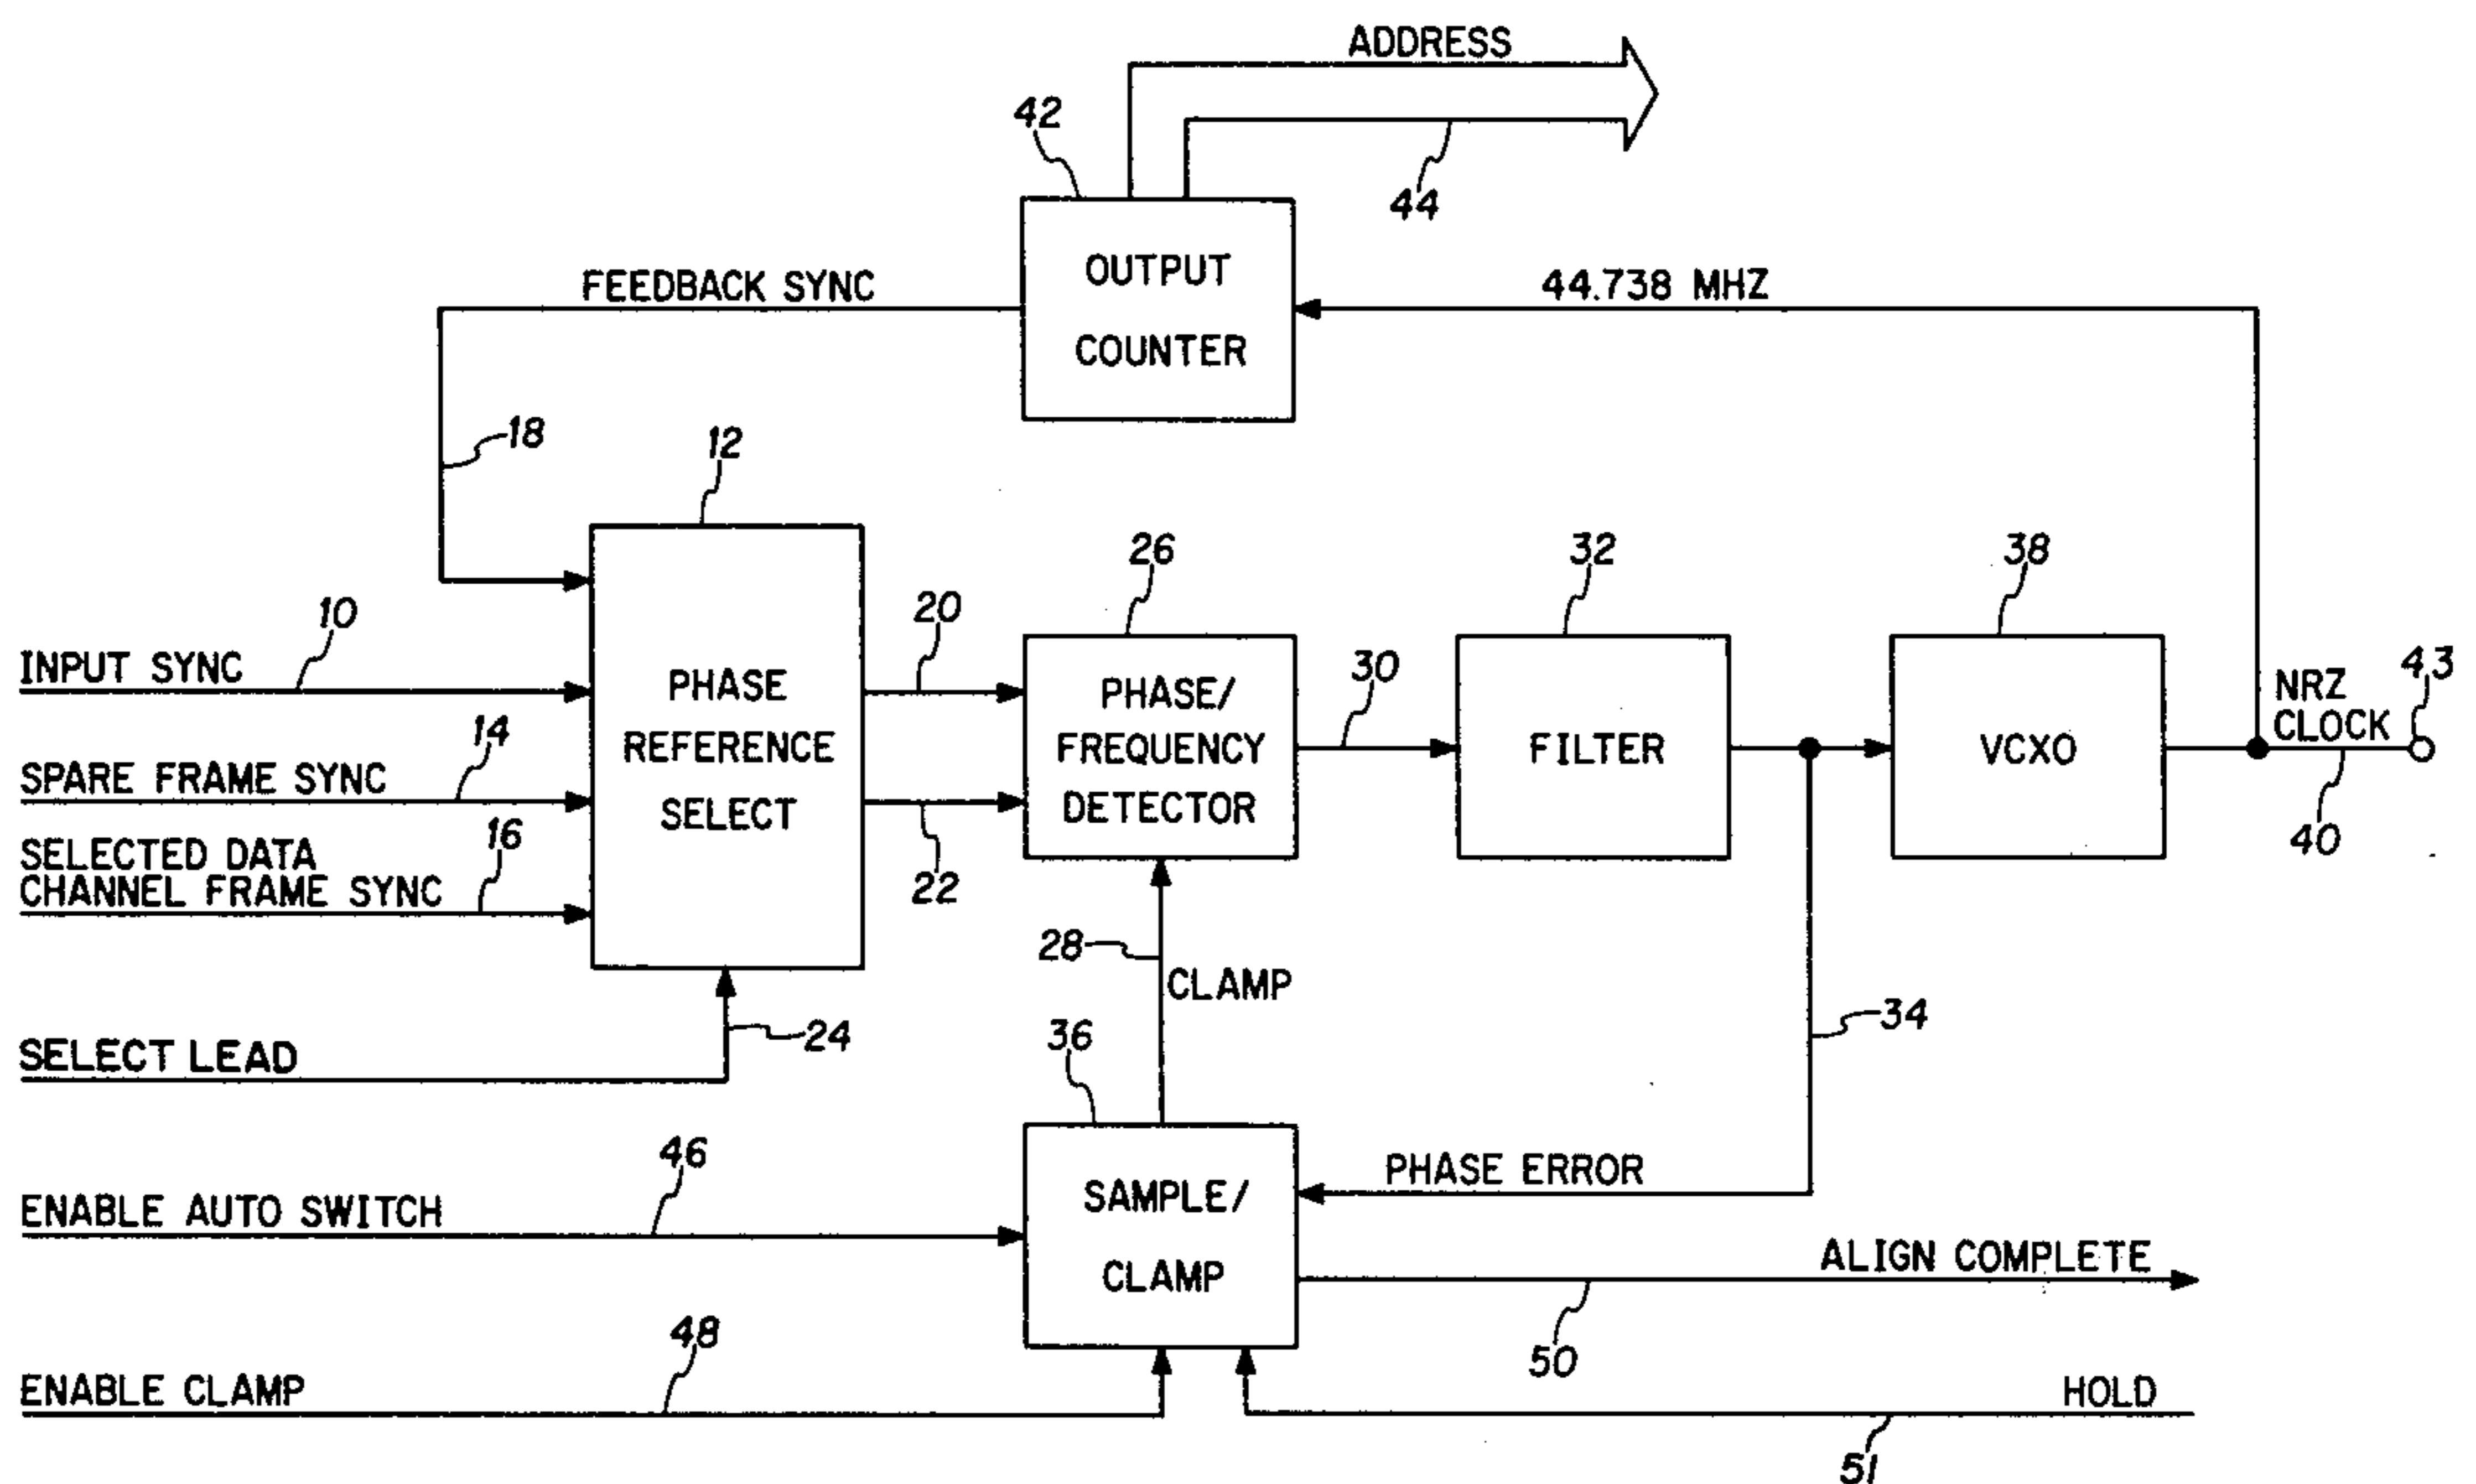 ADDRESS
42
44
OUTPUT
COUNTER
FEEDBACK SYNC
44.738 MHZ
18
12
26
32
38
10
INPUT SYNC
14
SPARE FRAME SYNC
16
SELECTED DATA
CHANNEL FRAME SYNC
PHASE
REFERENCE
SELECT
20
22
PHASE/
FREQUENCY
DETECTOR
30
FILTER
VCXO
NRZ
CLOCK
43
40
28
CLAMP
34
SELECT LEAD
24
36
46
ENABLE AUTO SWITCH
SAMPLE/
CLAMP
PHASE ERROR
ALIGN COMPLETE
50
48
ENABLE CLAMP
HOLD
51